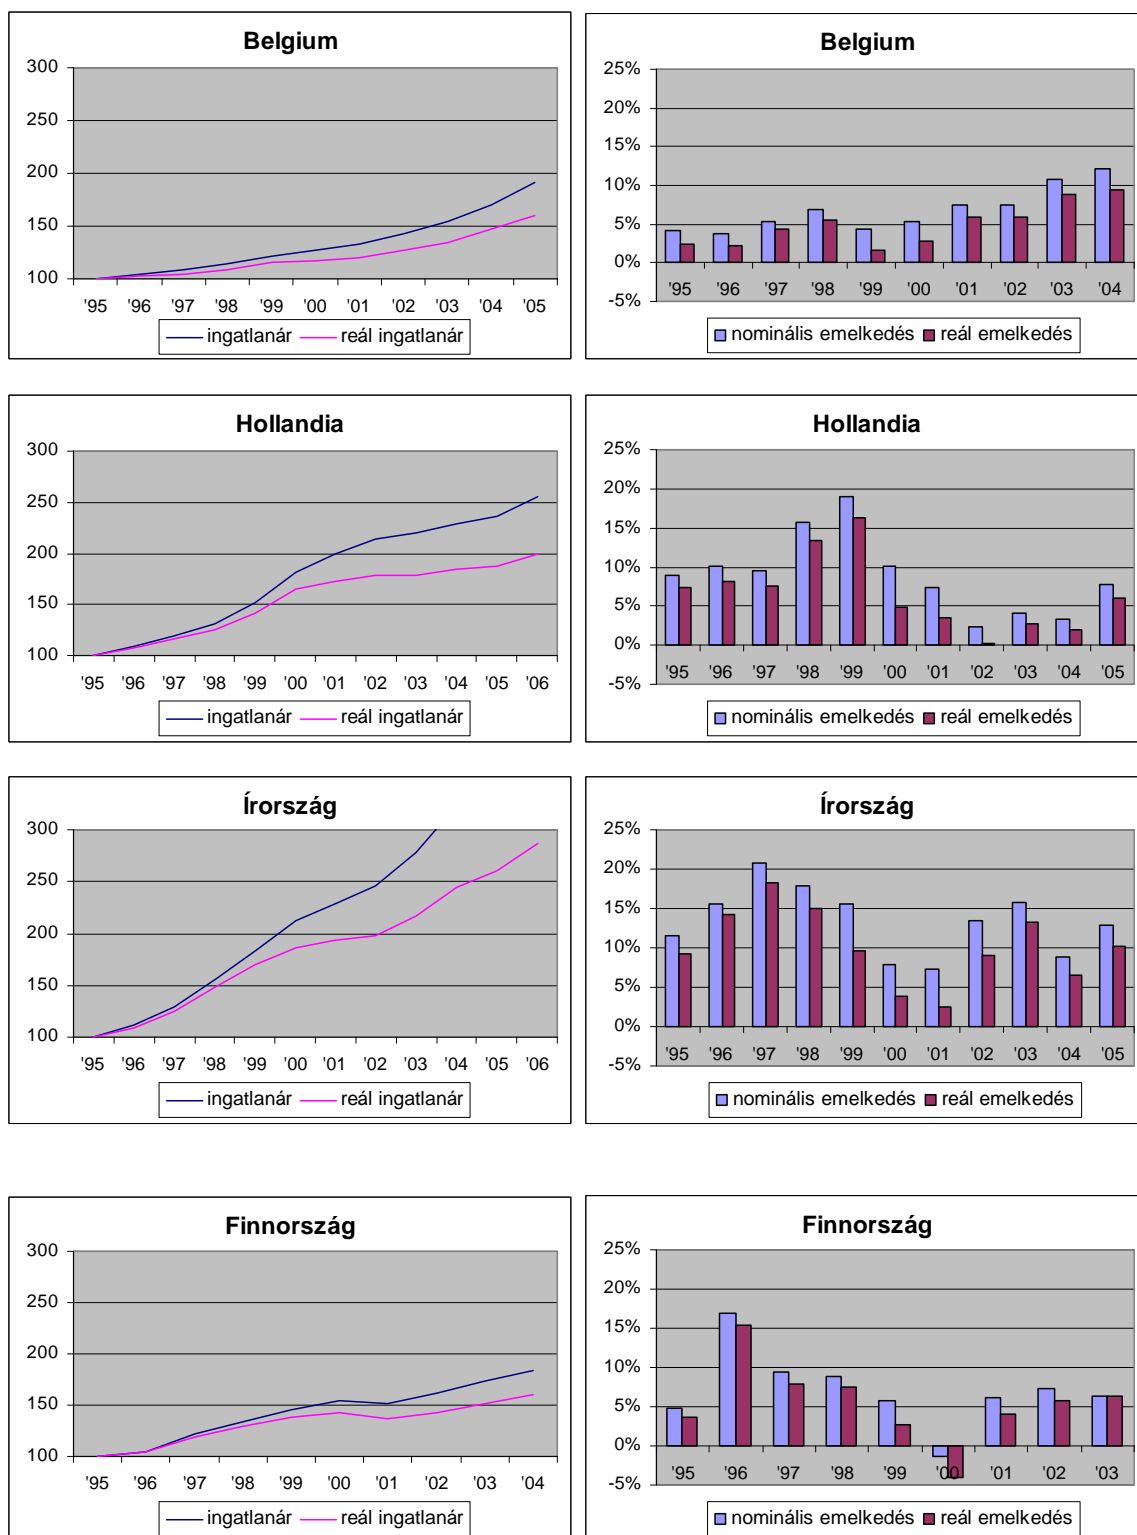 Belgium
300
250
200
150
100
'95 '96 '97 '98 '99 '00 '01 '02 '03 '04 '05
ingatlanár reál ingatlanár
Belgium
25%
20%
15%
10%
5%
0%
-5%
'95 '96 '97 '98 '99 '00 '01 '02 '03 '04
nominális emelkedés reál emelkedés
Hollandia
300
250
200
150
100
'95 '96 '97 '98 '99 '00 '01 '02 '03 '04 '05 '06
ingatlanár reál ingatlanár
Hollandia
25%
20%
15%
10%
5%
0%
-5%
'95 '96 '97 '98 '99 '00 '01 '02 '03 '04 '05
nominális emelkedés reál emelkedés
Írország
300
250
200
150
100
'95 '96 '97 '98 '99 '00 '01 '02 '03 '04 '05 '06
ingatlanár reál ingatlanár
Írország
25%
20%
15%
10%
5%
0%
-5%
'95 '96 '97 '98 '99 '00 '01 '02 '03 '04 '05
nominális emelkedés reál emelkedés
Finnország
300
250
200
150
100
'95 '96 '97 '98 '99 '00 '01 '02 '03 '04
ingatlanár reál ingatlanár
Finnország
25%
20%
15%
10%
5%
0%
-5%
'95 '96 '97 '98 '99 '00 '01 '02 '03
nominális emelkedés reál emelkedés